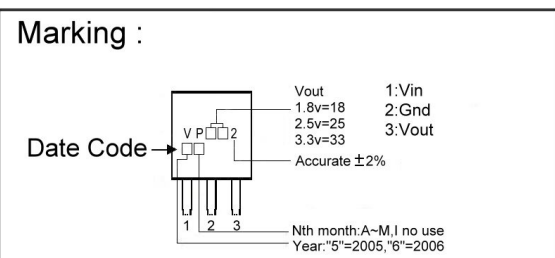 Marking :
Vout
1.8v=18
2.5v=25
3.3v=33
Accurate ±2%
1:Vin
2:Gnd
3:Vout
V P 2
Date Code
1 2 3
Nth month:A~M,I no use
Year:"5"=2005,"6"=2006